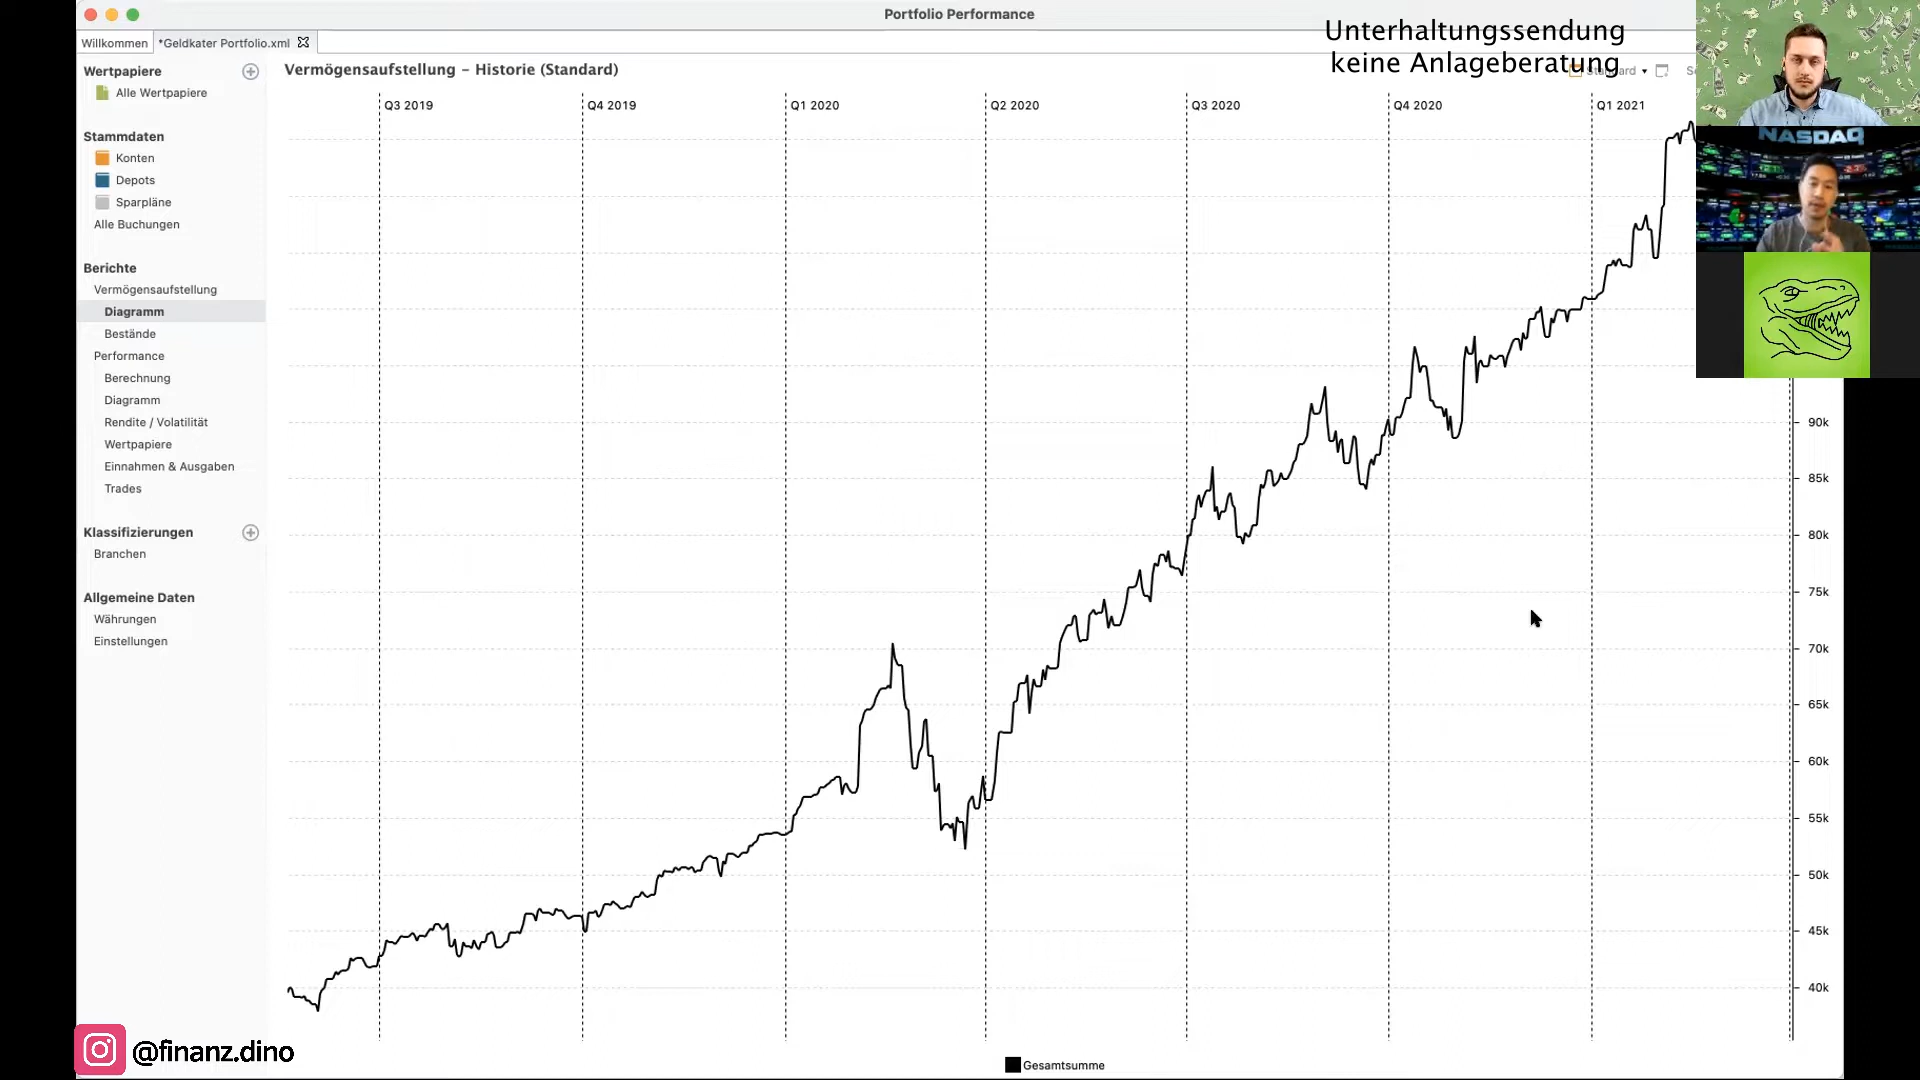 Portfolio Performance
Unterhaltungssendung
keine Anlageberatung
Willkommen
*Geldkater Portfolio.xml
Vermögensaufstellung – Historie (Standard)
Standard
Wertpapiere
Alle Wertpapiere
Stammdaten
Konten
Depots
Sparpläne
Alle Buchungen
Berichte
Vermögensaufstellung
Diagramm
Bestände
Performance
Berechnung
Diagramm
Rendite / Volatilität
Wertpapiere
Einnahmen & Ausgaben
Trades
Klassifizierungen
Branchen
Allgemeine Daten
Währungen
Einstellungen
Q3 2019
Q4 2019
Q1 2020
Q2 2020
Q3 2020
Q4 2020
Q1 2021
NASDAQ
90k
85k
80k
75k
70k
65k
60k
55k
50k
45k
40k
Gesamtsumme
@finanz.dino